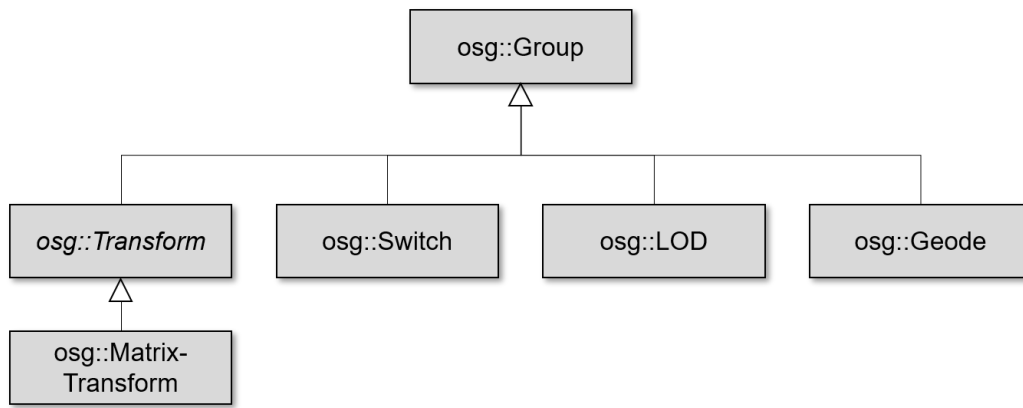 osg::Group
osg::Transform
osg::Switch
osg::LOD
osg::Geode
osg::Matrix-
Transform